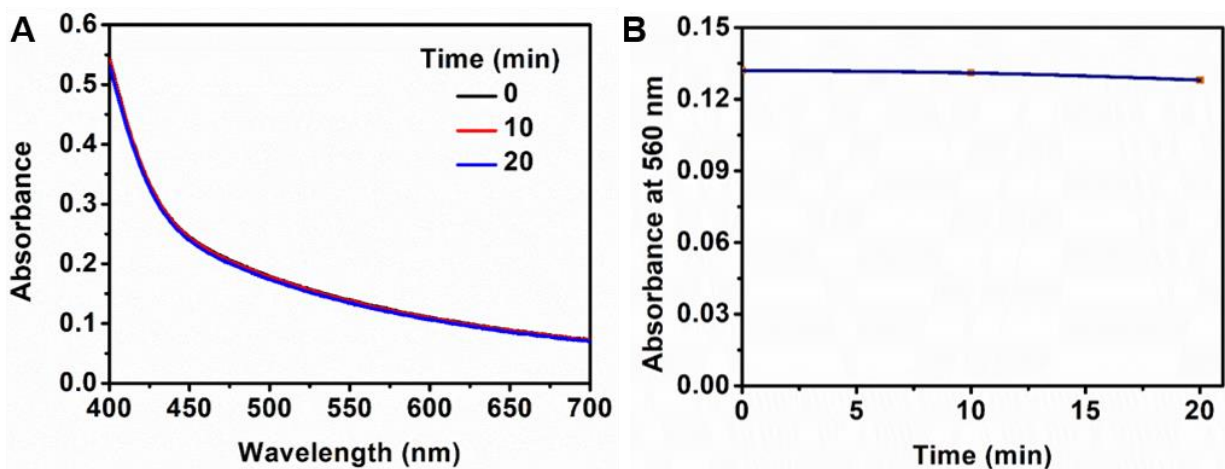 A
0.6
0.5
0.4
0.3
0.2
0.1
0.0
Absorbance
Time (min)
0
10
20
400 450 500 550 600 650 700
Wavelength (nm)
B
0.15
0.12
0.09
0.06
0.03
0.00
Absorbance at 560 nm
0 5 10 15 20
Time (min)